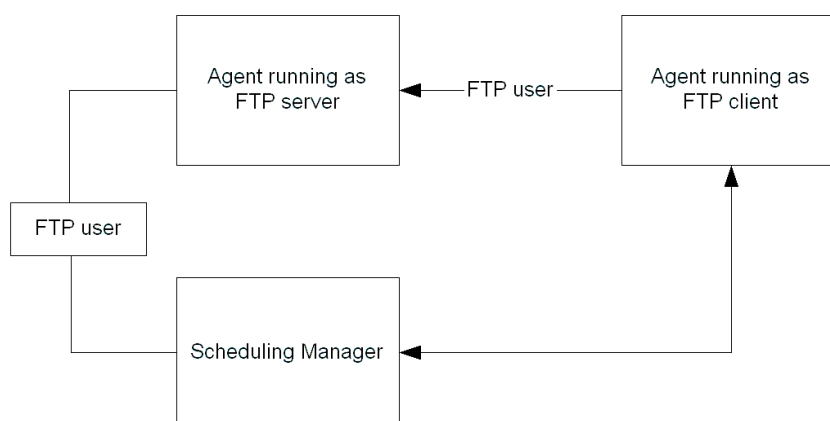 Agent running as
FTP server
FTP user
Agent running as
FTP client
FTP user
Scheduling Manager